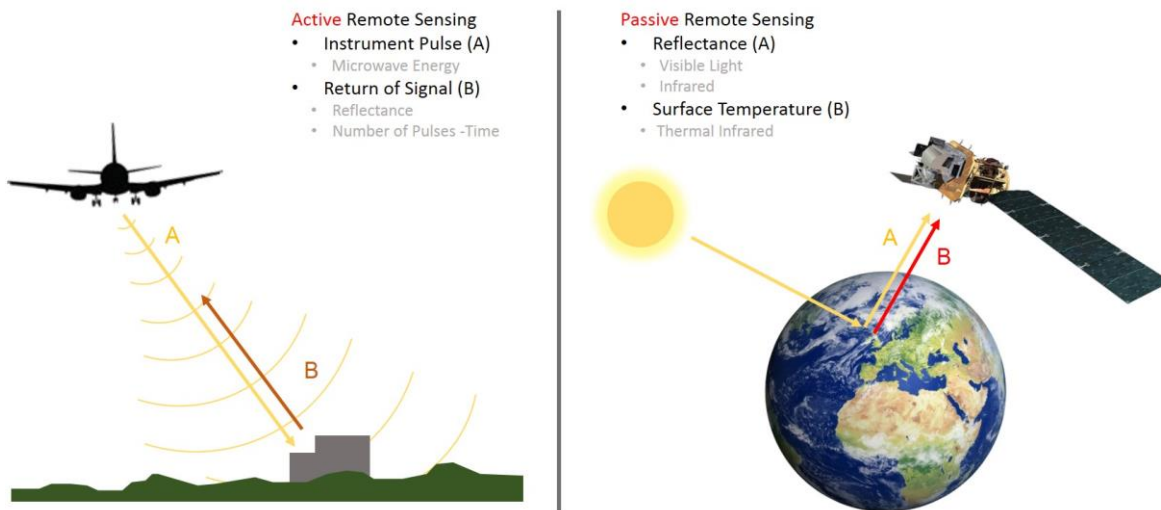 Active Remote Sensing
• Instrument Pulse (A)
• Microwave Energy
• Return of Signal (B)
• Reflectance
• Number of Pulses -Time
A
B
Passive Remote Sensing
• Reflectance (A)
• Visible Light
• Infrared
• Surface Temperature (B)
• Thermal Infrared
A
B